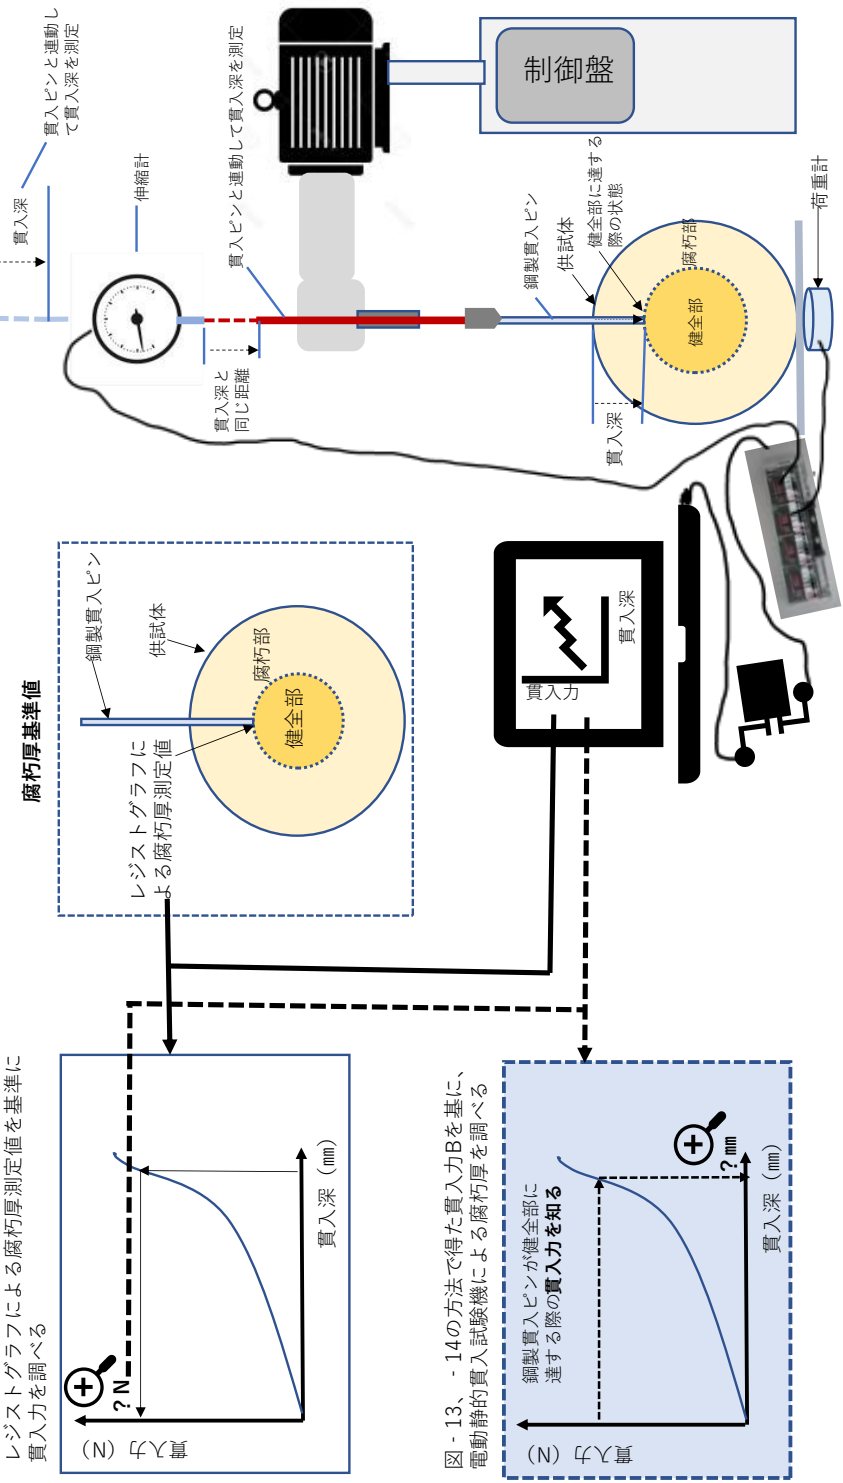 貫入ピンと連動し
て貫入深を測定
貫入深
伸縮計
貫入ピンと連動して貫入深を測定
貫入深と
同じ距離
制御盤
鋼製貫入ピン
供試体
健全部に達する
際の状態
腐朽部
健全部
貫入深
荷重計
腐朽厚基準値
鋼製貫入ピン
供試体
腐朽部
健全部
レジストグラフに
よる腐朽厚測定値
貫入力
貫入深
レジストグラフによる腐朽厚測定値を基準に
貫入力を調べる
?N
貫入力（N）
貫入深（㎜）
図-13、-14の方法で得た貫入力Bを基に、
電動静的貫入試験機による腐朽厚を調べる
鋼製貫入ピンが健全部に
達する際の貫入力を知る
?㎜
貫入力（N）
貫入深（㎜）